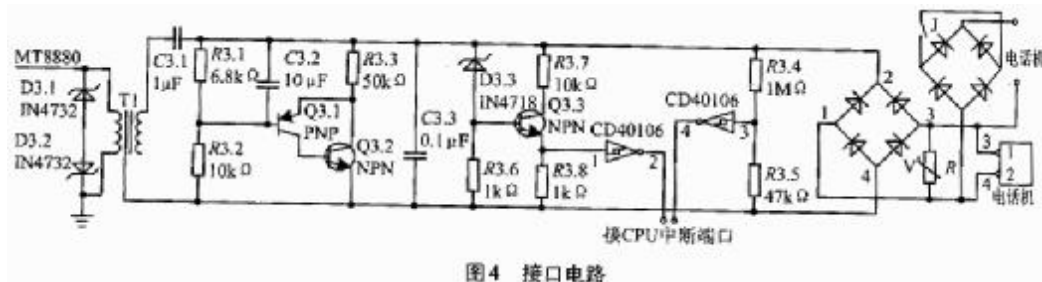 MT8880
D3.1
IN4732
D3.2
IN4732
T1
C3.1
1μF
R3.1
6.8kΩ
R3.2
10kΩ
C3.2
10μF
R3.3
50kΩ
Q3.1
PNP
Q3.2
NPN
C3.3
0.1μF
D3.3
IN4718
R3.6
1kΩ
R3.7
10kΩ
Q3.3
NPN
CD40106
1
2
R3.8
1kΩ
CD40106
4
3
R3.4
1MΩ
R3.5
47kΩ
接CPU中断端口
1
2
3
4
J
R
电话机
3
4
1
2
电话机
图4 接口电路